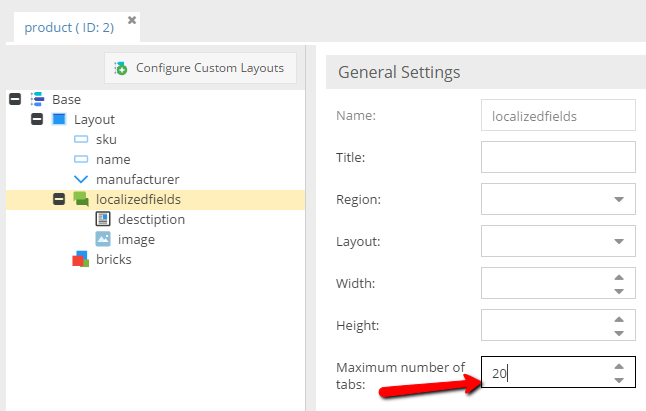 product ( ID: 2)
Configure Custom Layouts
Base
Layout
sku
name
manufacturer
localizedfields
desctiption
image
bricks
General Settings
Name: localizedfields
Title:
Region:
Layout:
Width:
Height:
Maximum number of
tabs: 20